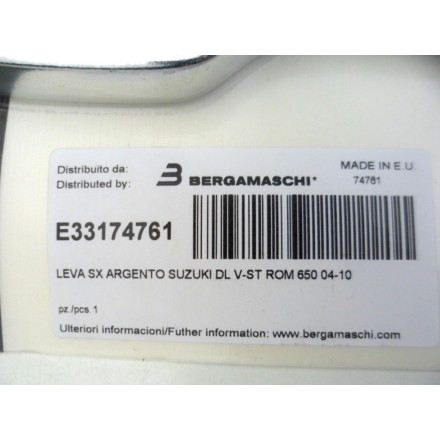 Distribuito da:
Distributed by:
BERGAMASCHI
MADE IN E.U.
74761
E33174761
LEVA SX ARGENTO SUZUKI DL V-ST ROM 650 04-10
pz./pcs. 1
Ulteriori informacioni/Futher information: www.bergamaschi.com